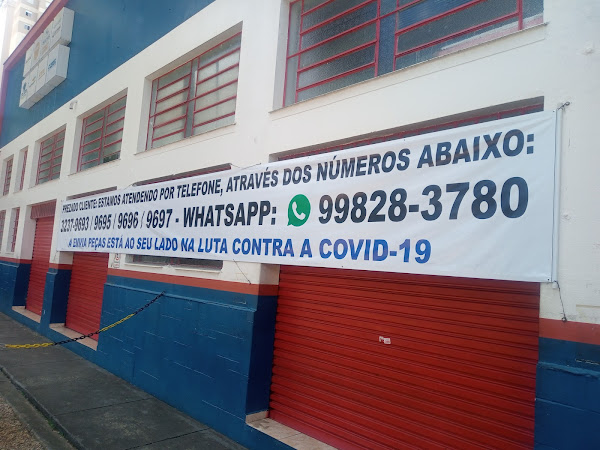 PREZADO CLIENTE: ESTAMOS ATENDENDO POR TELEFONE, ATRAVÉS DOS NÚMEROS ABAIXO:
3237-9693 / 9695 / 9696 / 9697 - WHATSAPP: 99828-3780
A ENVIA PEÇAS ESTÁ AO SEU LADO NA LUTA CONTRA A COVID-19